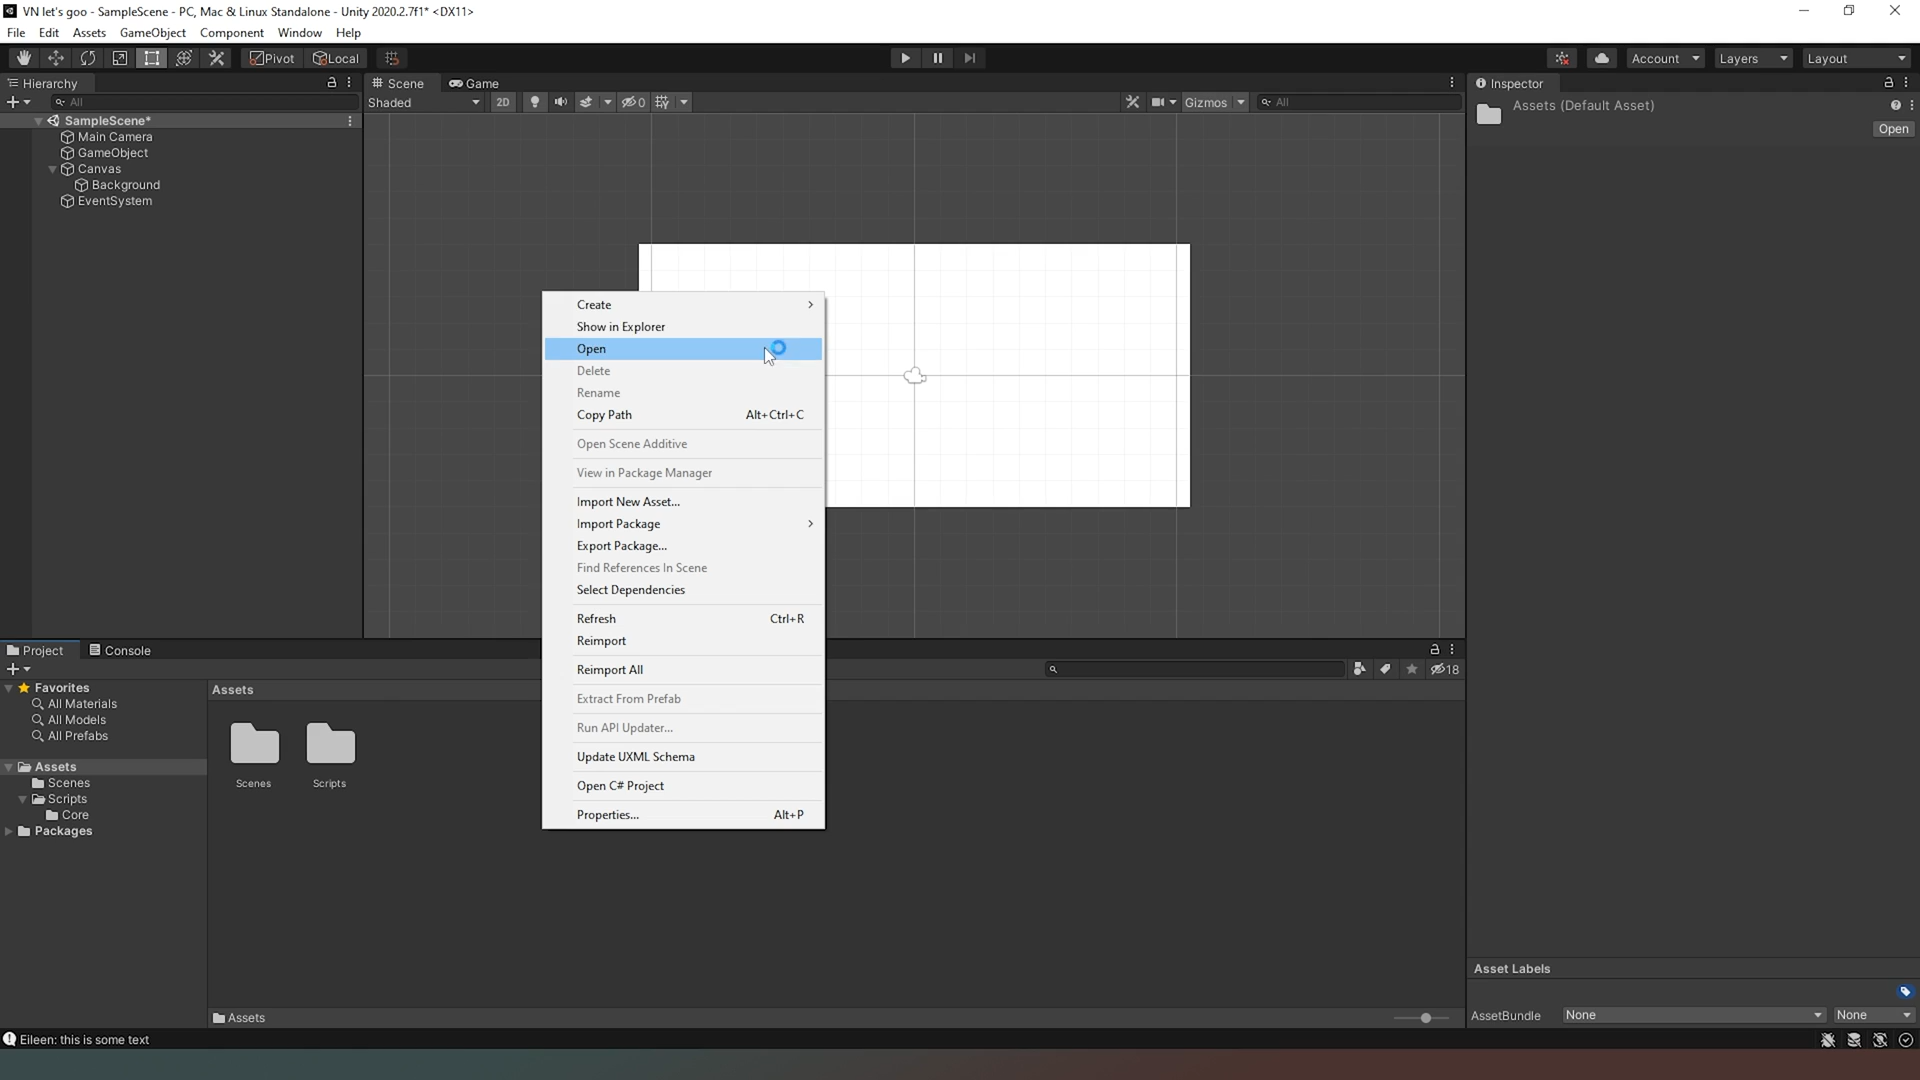 VN let's goo - SampleScene - PC, Mac & Linux Standalone - Unity 2020.2.7f1* <DX11>
File Edit Assets GameObject Component Window Help
Pivot Local Account Layers Layout
Hierarchy Scene Game Inspector
All Shaded 2D 0 Gizmos All
Assets (Default Asset)
Open
SampleScene*
Main Camera
GameObject
Canvas
Background
EventSystem
Create
Show in Explorer
Open
Delete
Rename
Copy Path Alt+Ctrl+C
Open Scene Additive
View in Package Manager
Import New Asset...
Import Package
Export Package...
Find References In Scene
Select Dependencies
Refresh Ctrl+R
Reimport
Reimport All
Extract From Prefab
Run API Updater...
Update UXML Schema
Open C# Project
Properties... Alt+P
Project Console
18
Favorites
All Materials
All Models
All Prefabs
Assets
Scenes
Scripts
Core
Packages
Assets
Scenes Scripts
Assets
Asset Labels
AssetBundle None None
Eileen: this is some text